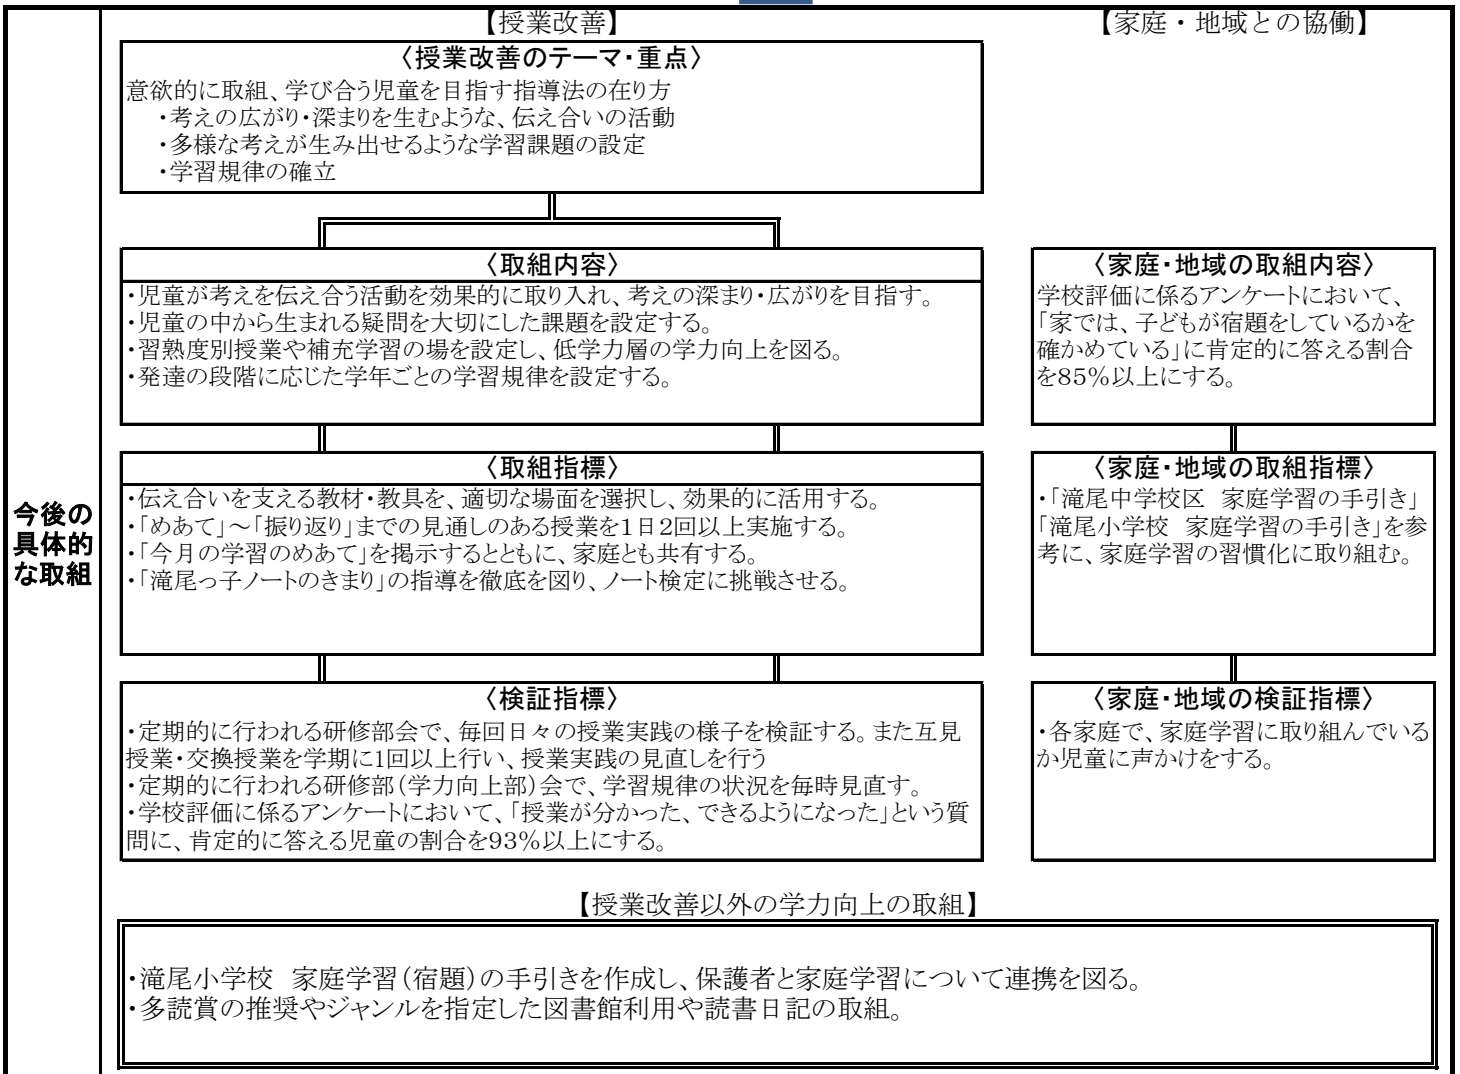 【授業改善】
【家庭・地域との協働】
〈授業改善のテーマ・重点〉
意欲的に取組、学び合う児童を目指す指導法の在り方
・考えの広がり・深まりを生むような、伝え合いの活動
・多様な考えが生み出せるような学習課題の設定
・学習規律の確立
〈取組内容〉
・児童が考えを伝え合う活動を効果的に取り入れ、考えの深まり・広がりを目指す。
・児童の中から生まれる疑問を大切にした課題を設定する。
・習熟度別授業や補充学習の場を設定し、低学力層の学力向上を図る。
・発達の段階に応じた学年ごとの学習規律を設定する。
〈家庭・地域の取組内容〉
学校評価に係るアンケートにおいて、
「家では、子どもが宿題をしているかを
確かめている」に肯定的に答える割合
を85％以上にする。
今後の
具体的
な取組
〈取組指標〉
・伝え合いを支える教材・教具を、適切な場面を選択し、効果的に活用する。
・「めあて」～「振り返り」までの見通しのある授業を1日2回以上実施する。
・「今月の学習のめあて」を掲示するとともに、家庭とも共有する。
・「滝尾っ子ノートのきまり」の指導を徹底を図り、ノート検定に挑戦させる。
〈家庭・地域の取組指標〉
・「滝尾中学校区　家庭学習の手引き」
「滝尾小学校　家庭学習の手引き」を参
考に、家庭学習の習慣化に取り組む。
〈検証指標〉
・定期的に行われる研修部会で、毎回日々の授業実践の様子を検証する。また互見
授業・交換授業を学期に1回以上行い、授業実践の見直しを行う
・定期的に行われる研修部（学力向上部）会で、学習規律の状況を毎時見直す。
・学校評価に係るアンケートにおいて、「授業が分かった、できるようになった」という質
問に、肯定的に答える児童の割合を93％以上にする。
〈家庭・地域の検証指標〉
・各家庭で、家庭学習に取り組んでいる
か児童に声かけをする。
【授業改善以外の学力向上の取組】
・滝尾小学校　家庭学習（宿題）の手引きを作成し、保護者と家庭学習について連携を図る。
・多読賞の推奨やジャンルを指定した図書館利用や読書日記の取組。